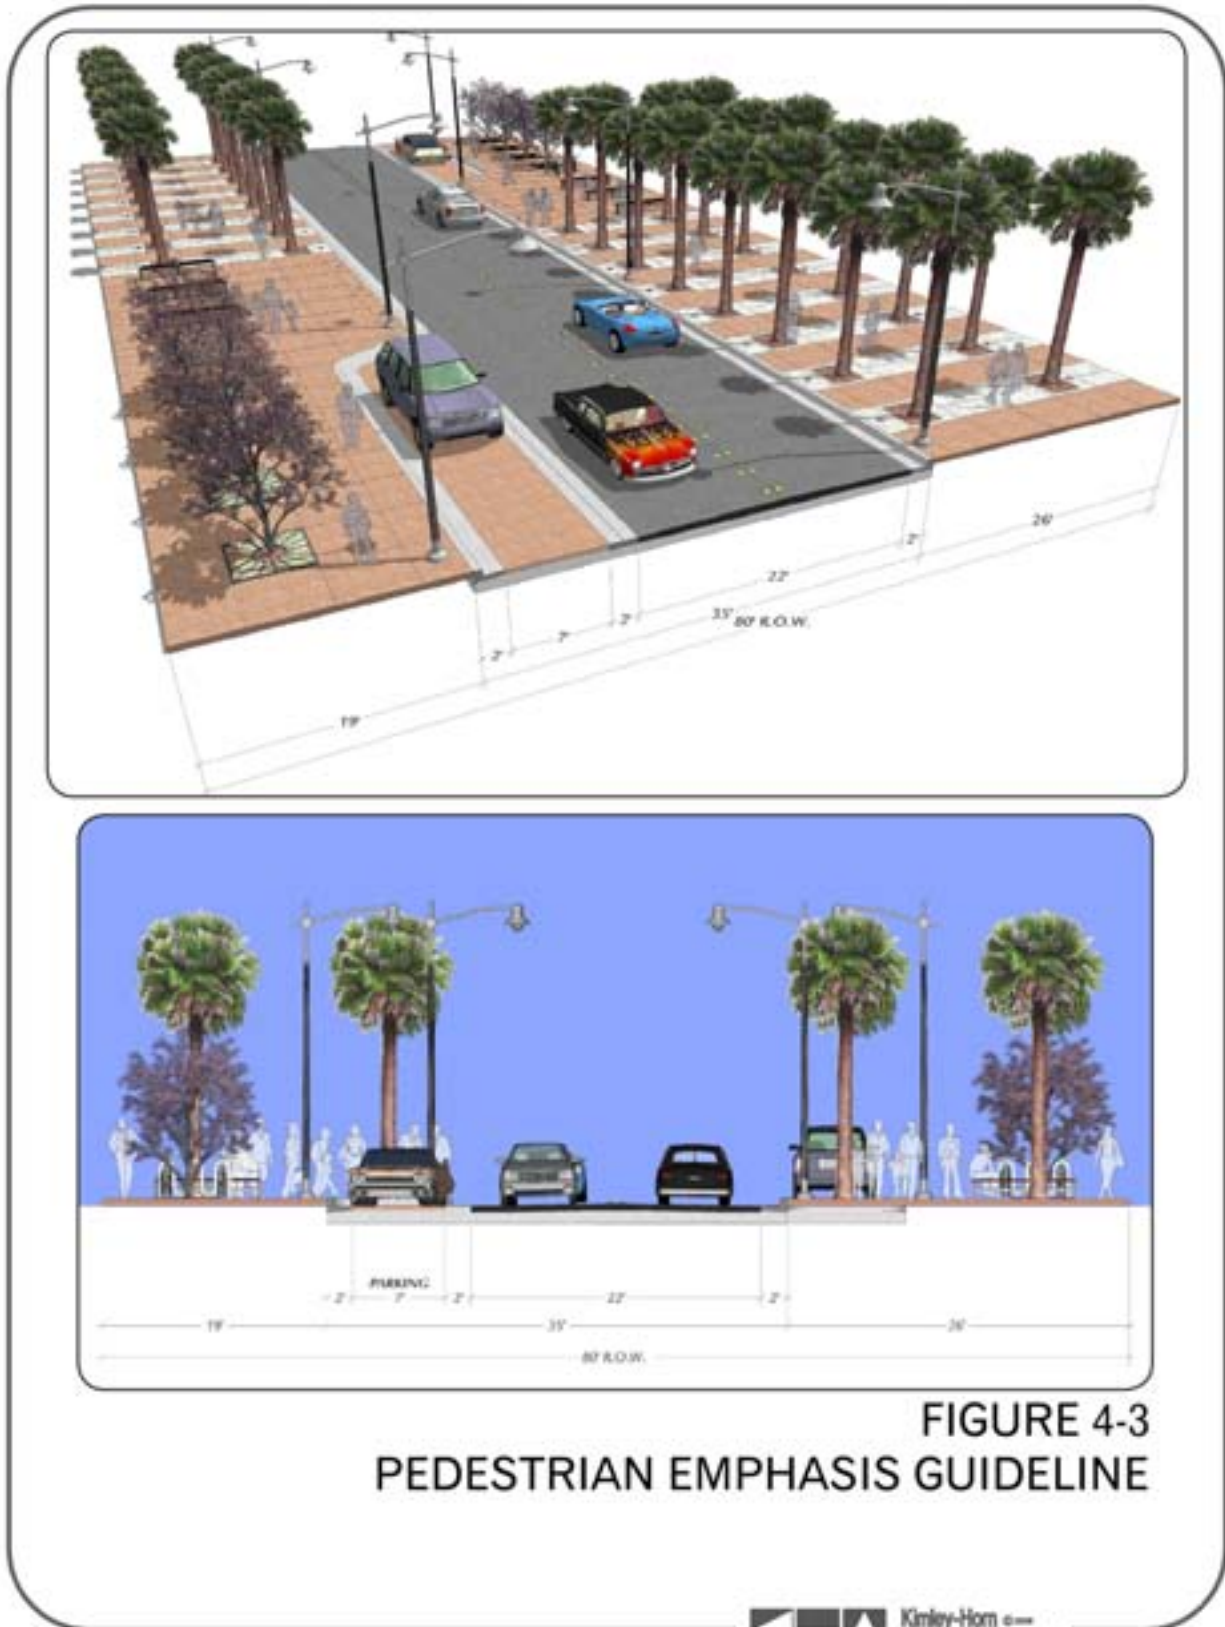 26'
2'
22'
35'
80' R.O.W.
2'
7'
2'
19'
PARKING
2' 7' 2' 22' 2'
19' 35' 26'
80' R.O.W.
FIGURE 4-3
PEDESTRIAN EMPHASIS GUIDELINE
Kimley-Horn